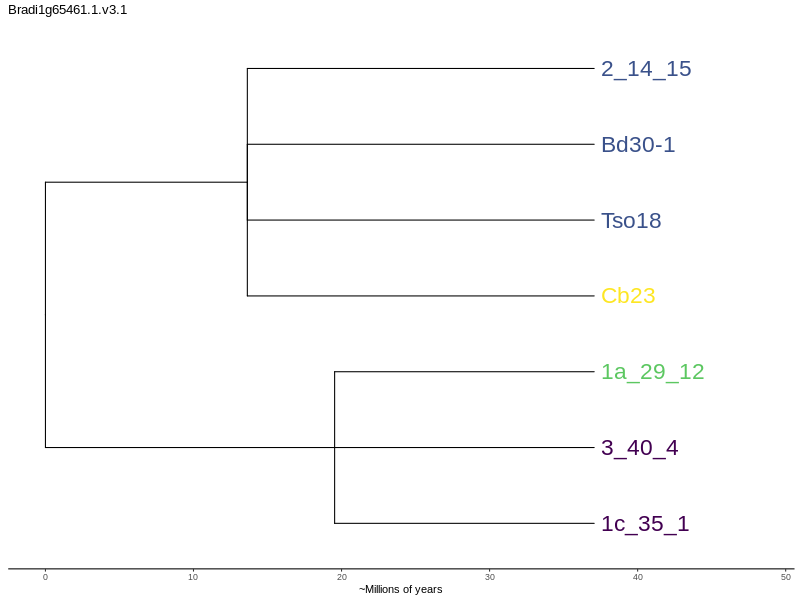 Bradi1g65461.1.v3.1
2_14_15
Bd30-1
Tso18
Cb23
1a_29_12
3_40_4
1c_35_1
0 10 20 30 40 50
~Millions of years